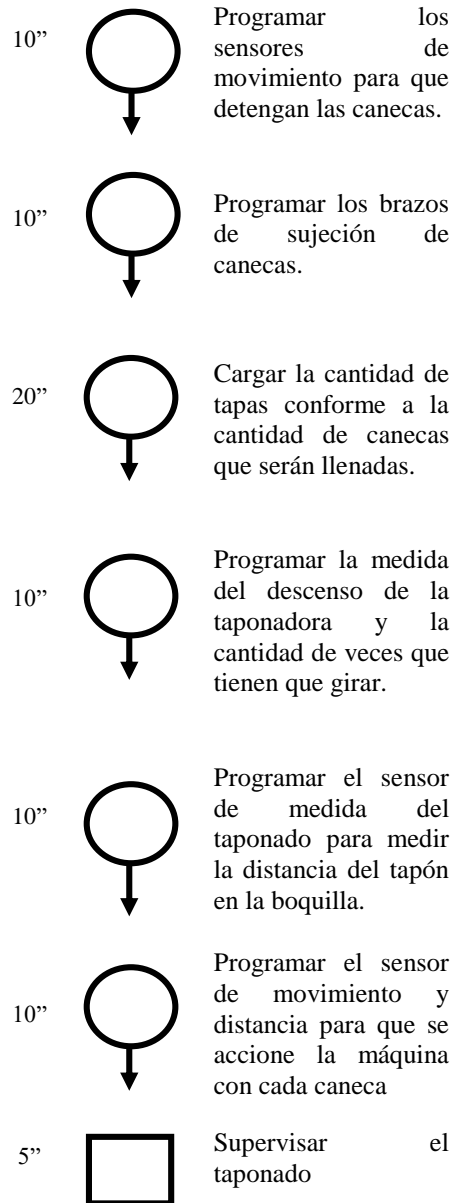 10”
Programar los
sensores de
movimiento para que
detengan las canecas.
10”
Programar los brazos
de sujeción de
canecas.
20”
Cargar la cantidad de
tapas conforme a la
cantidad de canecas
que serán llenadas.
10”
Programar la medida
del descenso de la
taponadora y la
cantidad de veces que
tienen que girar.
10”
Programar el sensor
de medida del
taponado para medir
la distancia del tapón
en la boquilla.
10”
Programar el sensor
de movimiento y
distancia para que se
accione la máquina
con cada caneca
5”
Supervisar el
taponado